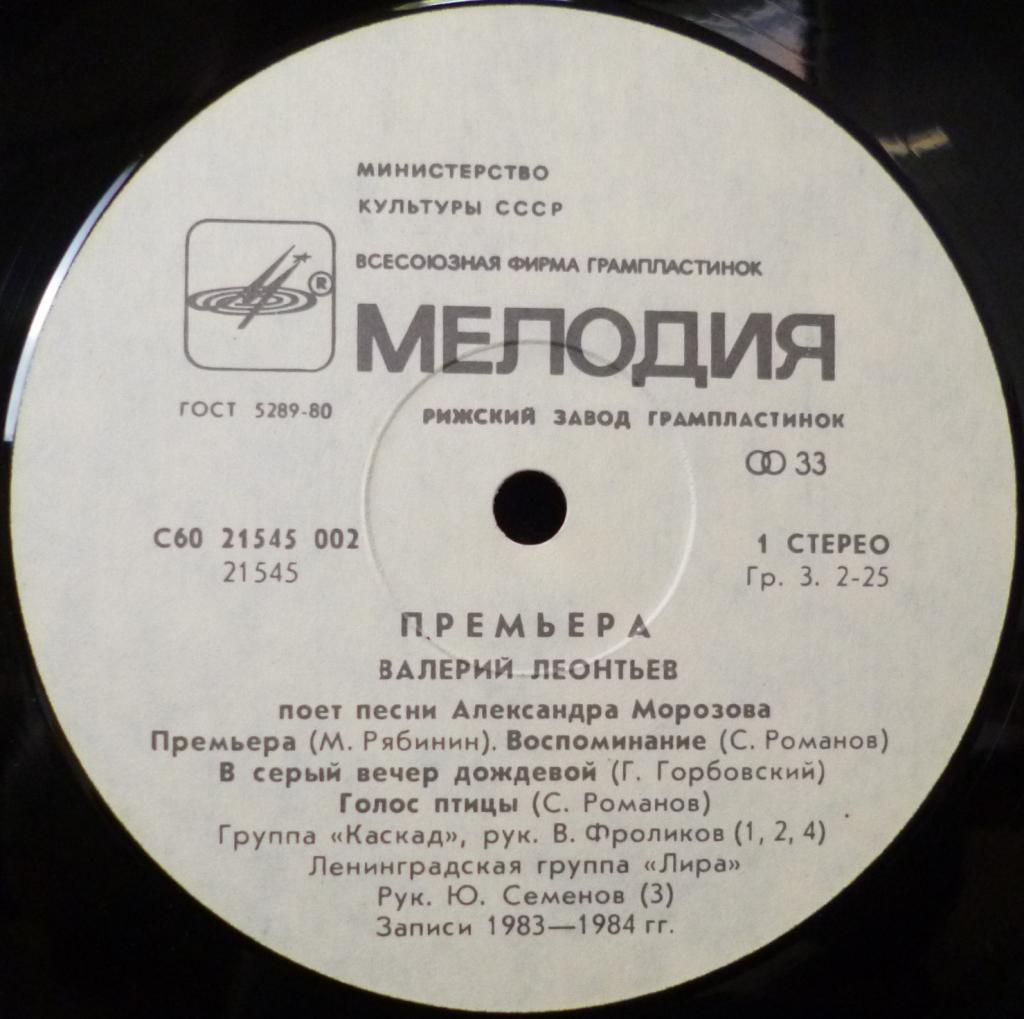 МИНИСТЕРСТВО
КУЛЬТУРЫ СССР
ВСЕСОЮЗНАЯ ФИРМА ГРАМПЛАСТИНОК
®
МЕЛОДИЯ
ГОСТ 5289-80
РИЖСКИЙ ЗАВОД ГРАМПЛАСТИНОК
33
С60 21545 002
21545
1 СТЕРЕО
Гр. 3. 2-25
ПРЕМЬЕРА
ВАЛЕРИЙ ЛЕОНТЬЕВ
поет песни Александра Морозова
Премьера (М. Рябинин). Воспоминание (С. Романов)
В серый вечер дождевой (Г. Горбовский)
Голос птицы (С. Романов)
Группа «Каскад», рук. В. Фроликов (1, 2, 4)
Ленинградская группа «Лира»
Рук. Ю. Семенов (3)
Записи 1983—1984 гг.